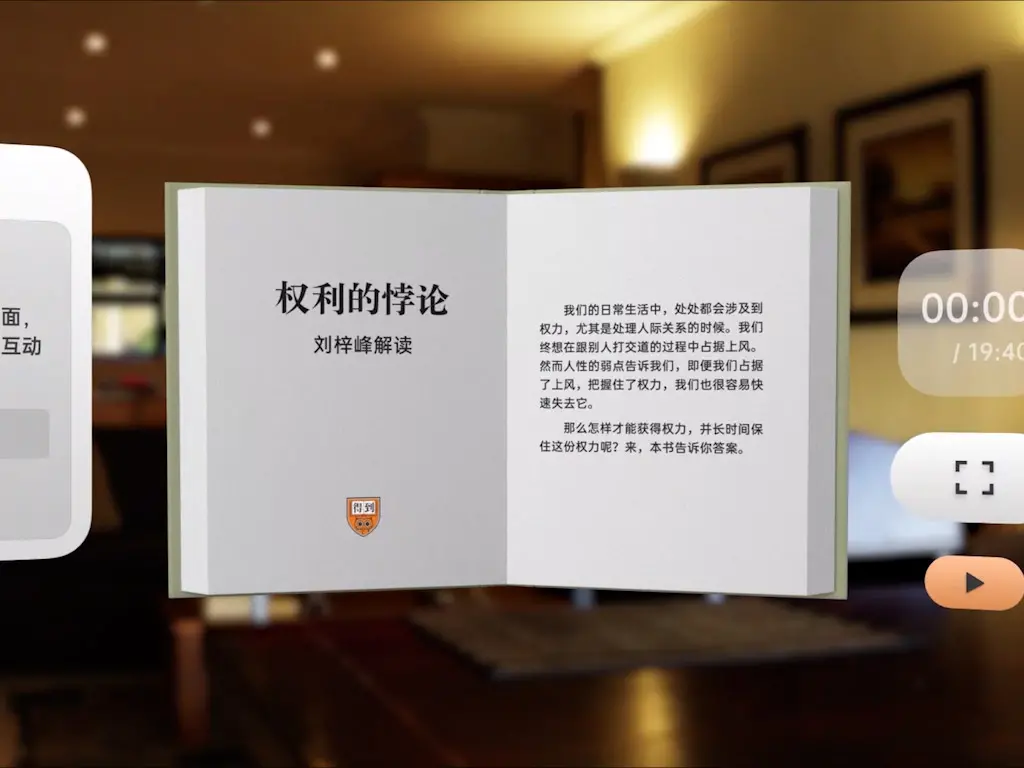 面，
互动
权利的悖论
刘梓峰解读
得到
我们的日常生活中，处处都会涉及到
权力，尤其是处理人际关系的时候。我们
终想在跟别人打交道的过程中占据上风。
然而人性的弱点告诉我们，即便我们占据
了上风，把握住了权力，我们也很容易快
速失去它。
那么怎样才能获得权力，并长时间保
住这份权力呢？来，本书告诉你答案。
00:00
/ 19:40